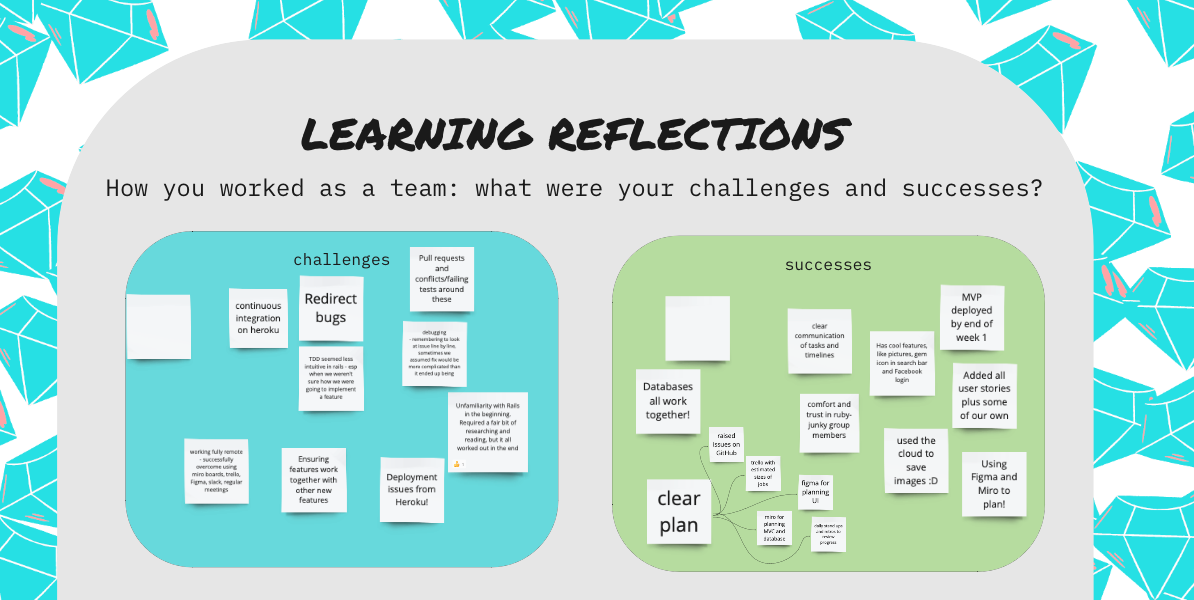 LEARNING REFLECTIONS
How you worked as a team: what were your challenges and successes?
challenges
Pull requests
and
conflicts/failing
tests around
these
continuous
integration
on heroku
Redirect
bugs
TDD seemed less
intuitive in rails - esp
when we weren't
sure how we were
going to implement
a feature
debugging
- remembering to look
at issue line by line,
sometimes we
assumed fix would be
more complicated than
it ended up being
Unfamiliarity with Rails
in the beginning.
Required a fair bit of
researching and
reading, but it all
worked out in the end
working fully remote
- successfully
overcome using
miro boards, trello,
Figma, slack, regular
meetings
Ensuring
features work
together with
other new
features
Deployment
issues from
Heroku!
successes
clear
communication
of tasks and
timelines
MVP
deployed
by end of
week 1
Has cool features,
like pictures, gem
icon in search bar
and Facebook
login
Databases
all work
together!
Added all
user stories
plus some
of our own
comfort and
trust in ruby-
junky group
members
used the
cloud to
save
images :D
Using
Figma and
Miro to
plan!
clear
plan
raised
issues on
GitHub
trello with
estimated
sizes of
jobs
figma for
planning
UI
miro for
planning
MVC and
database
daily stand ups
and retros to
review
progress